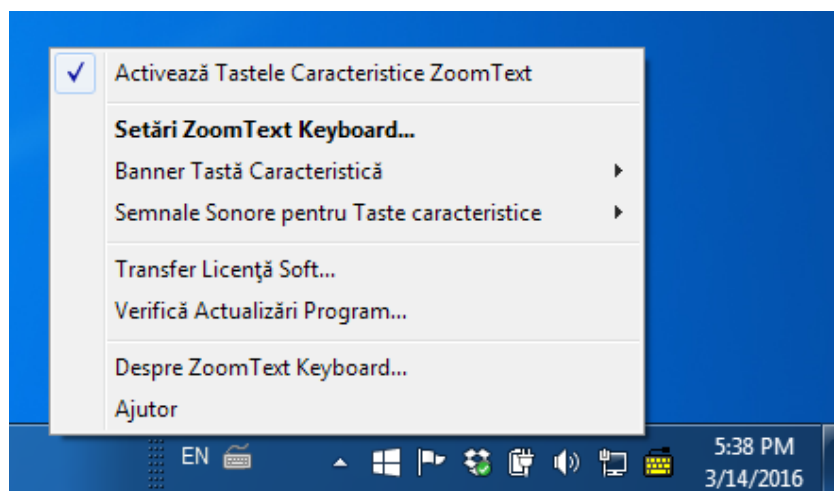 Activează Tastele Caracteristice ZoomText
Setări ZoomText Keyboard...
Banner Tastă Caracteristică
Semnale Sonore pentru Taste caracteristice
Transfer Licenţă Soft...
Verifică Actualizări Program...
Despre ZoomText Keyboard...
Ajutor
EN
5:38 PM
3/14/2016